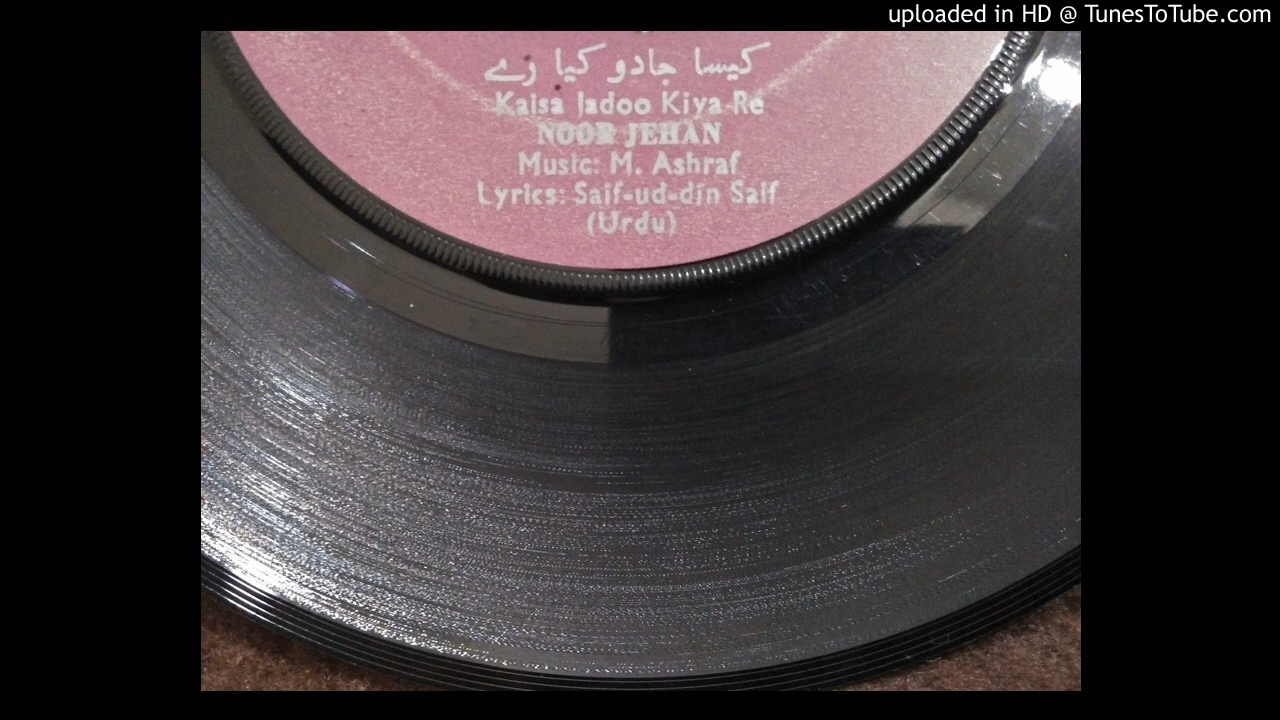 uploaded in HD @ TunesToTube.com
کیسا جادو کیا رے
Kaisa Jadoo Kiya Re
NOOR JEHAN
Music: M. Ashraf
Lyrics: Saif-ud-din Saif
(Urdu)